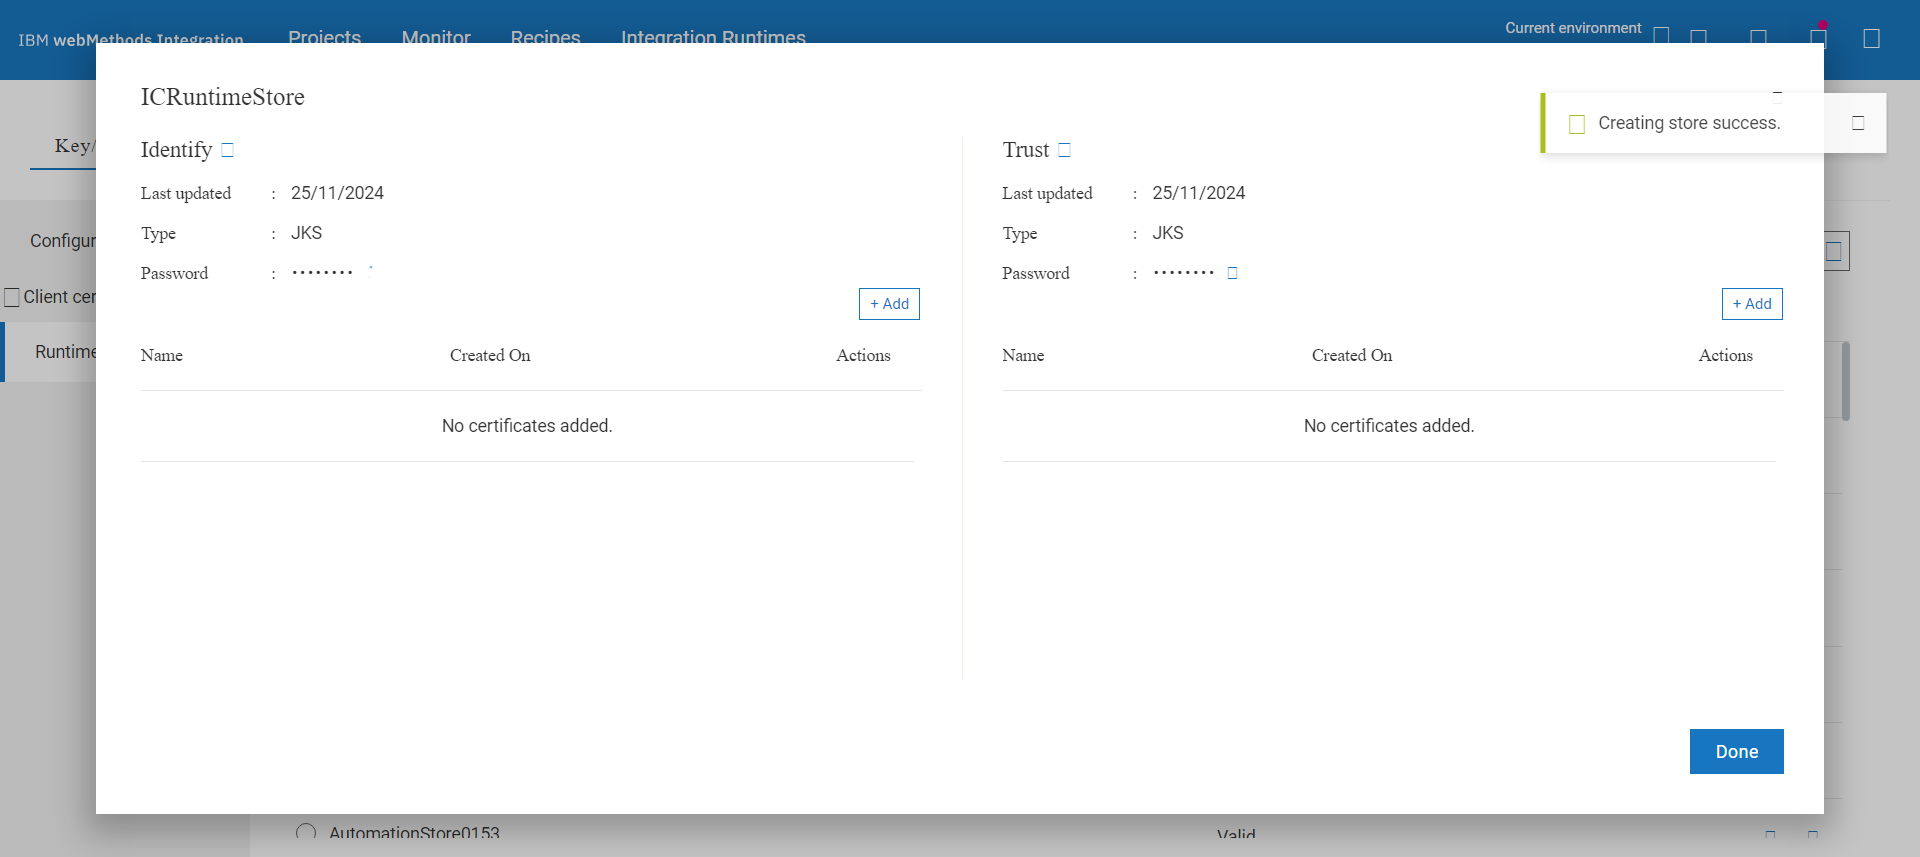 IBM webMethods Integration Projects Monitor Recipes Integration Runtimes Current environment
ICRuntimeStore
Creating store success.
Key/
Identify
Last updated : 25/11/2024
Type : JKS
Password : ••••••••
+ Add
Name Created On Actions
No certificates added.
Trust
Last updated : 25/11/2024
Type : JKS
Password : ••••••••
+ Add
Name Created On Actions
No certificates added.
Configur
Client cer
Runtime
Done
AutomationStore0153 Valid